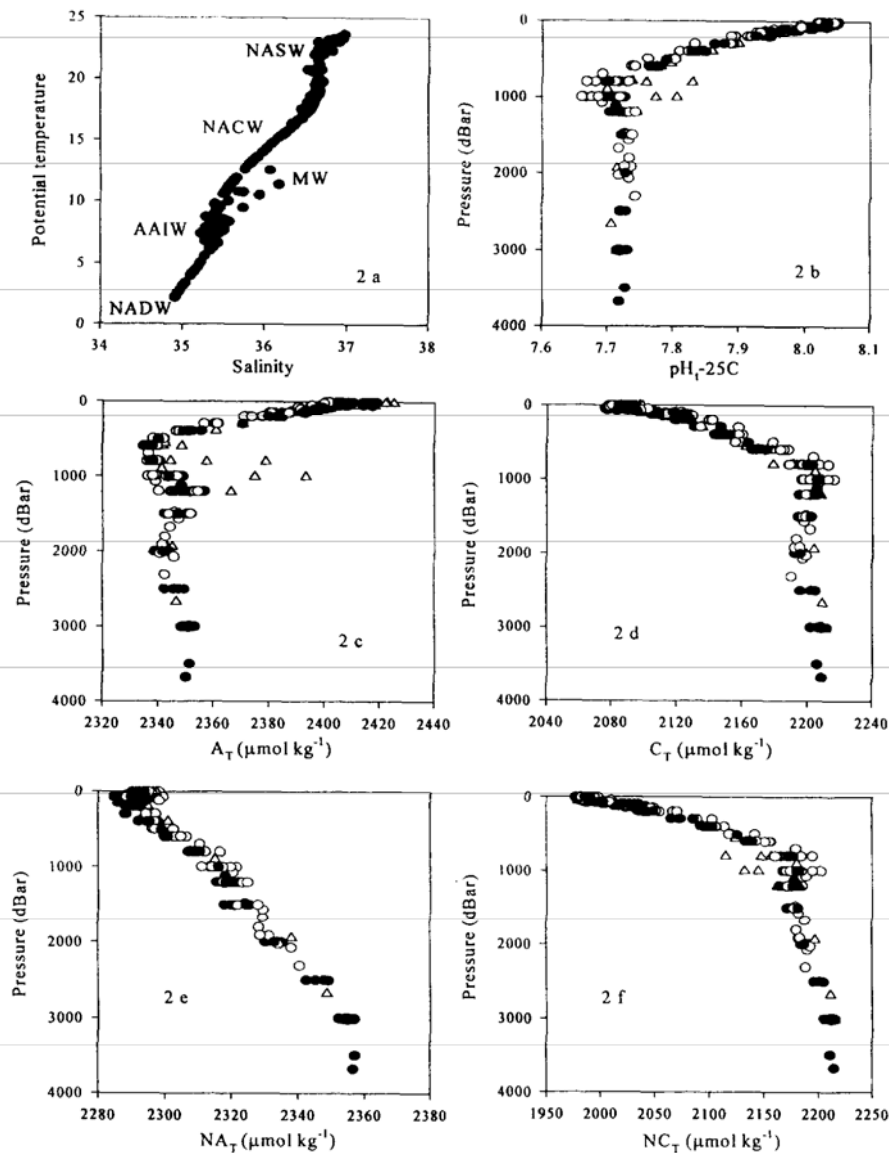 25
20
15
10
5
0
Potential temperature
NASW
NACW
MW
AAIW
NADW
2 a
34 35 36 37 38
Salinity
0
1000
2000
3000
4000
Pressure (dBar)
2 b
7.6 7.7 7.8 7.9 8.0 8.1
pHt-25C
0
1000
2000
3000
4000
Pressure (dBar)
2 c
2320 2340 2360 2380 2400 2420 2440
AT (μmol kg-1)
0
1000
2000
3000
4000
Pressure (dBar)
2 d
2040 2080 2120 2160 2200 2240
CT (μmol kg-1)
0
1000
2000
3000
4000
Pressure (dBar)
2 e
2280 2300 2320 2340 2360 2380
NAT (μmol kg-1)
0
1000
2000
3000
4000
Pressure (dBar)
2 f
1950 2000 2050 2100 2150 2200 2250
NCT (μmol kg-1)